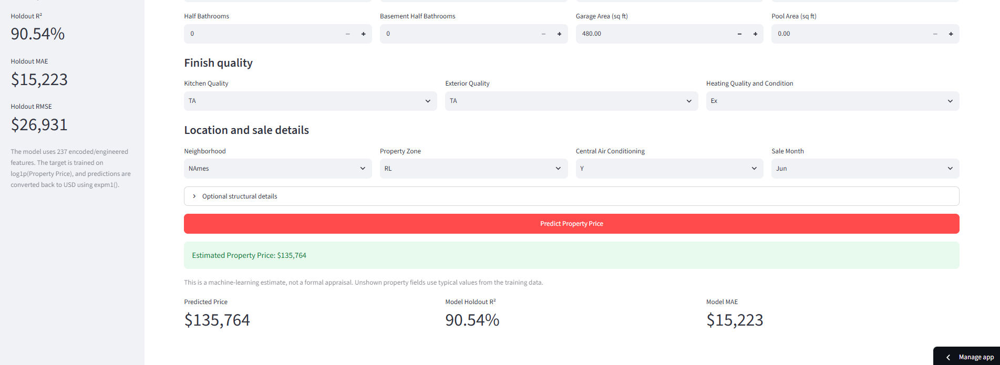 Holdout R²
90.54%
Holdout MAE
$15,223
Holdout RMSE
$26,931
The model uses 237 encoded/engineered
features. The target is trained on
log1p(Property Price), and predictions are
converted back to USD using expm1().
Half Bathrooms
Basement Half Bathrooms
Garage Area (sq ft)
Pool Area (sq ft)
0
0
480.00
0.00
Finish quality
Kitchen Quality
Exterior Quality
Heating Quality and Condition
TA
TA
Ex
Location and sale details
Neighborhood
Property Zone
Central Air Conditioning
Sale Month
NAmes
RL
Y
Jun
Optional structural details
Predict Property Price
Estimated Property Price: $135,764
This is a machine-learning estimate, not a formal appraisal. Unshown property fields use typical values from the training data.
Predicted Price
Model Holdout R²
Model MAE
$135,764
90.54%
$15,223
Manage app